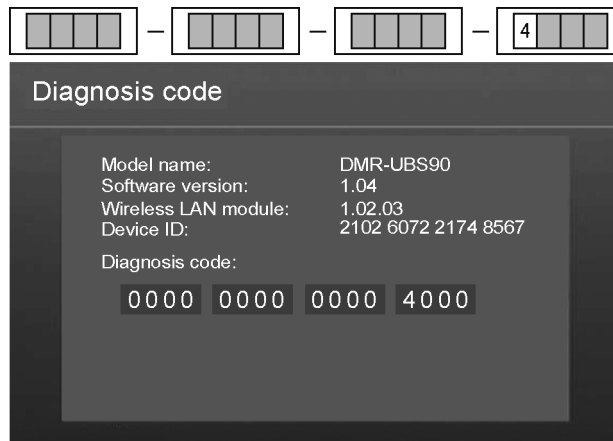 – – – 4
Diagnosis code
Model name: DMR-UBS90
Software version: 1.04
Wireless LAN module: 1.02.03
Device ID: 2102 6072 2174 8567
Diagnosis code:
0000 0000 0000 4000